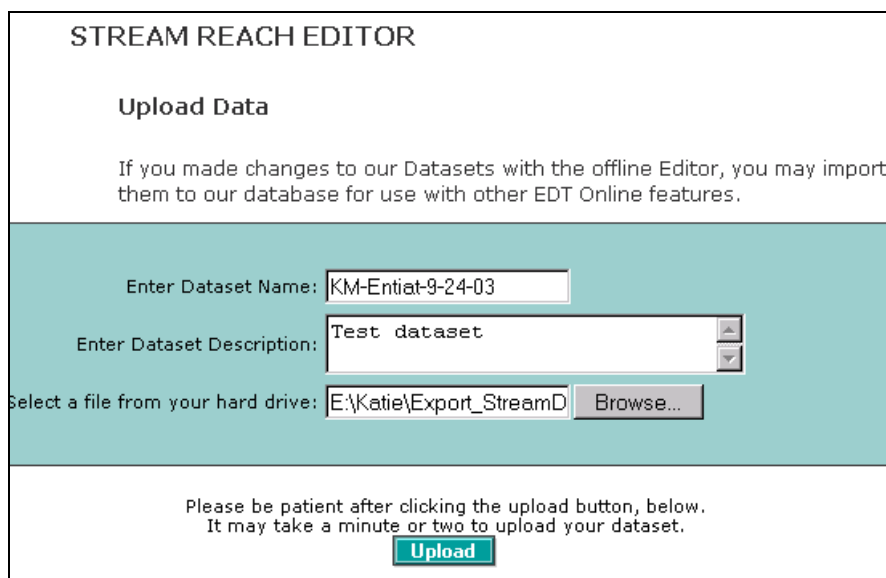 STREAM REACH EDITOR
Upload Data
If you made changes to our Datasets with the offline Editor, you may import
them to our database for use with other EDT Online features.
Enter Dataset Name: KM-Entiat-9-24-03
Enter Dataset Description: Test dataset
Select a file from your hard drive: E:\Katie\Export_StreamD Browse...
Please be patient after clicking the upload button, below.
It may take a minute or two to upload your dataset.
Upload